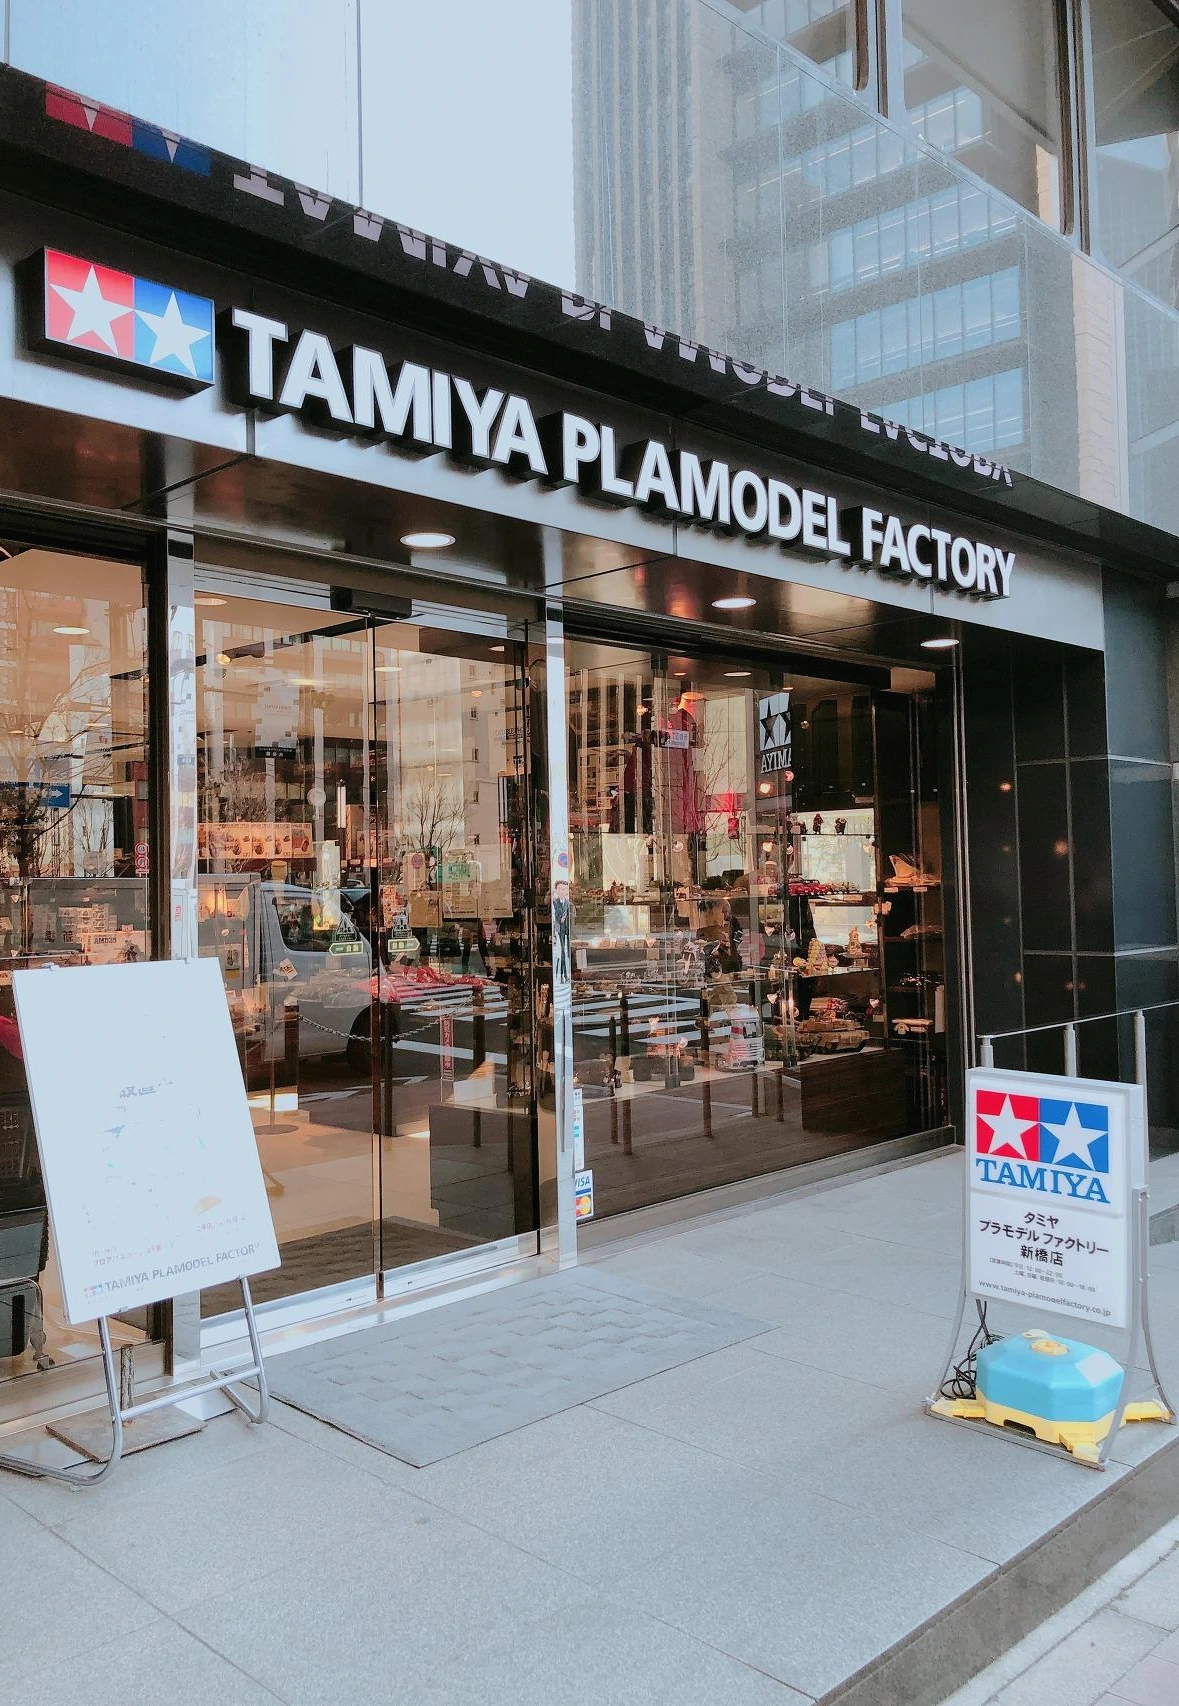 TAMIYA PLAMODEL FACTORY
TAMIYA
タミヤ
プラモデル ファクトリー
新橋店
www.tamiya-plamodelfactory.co.jp
TAMIYA PLAMODEL FACTORY
VISA